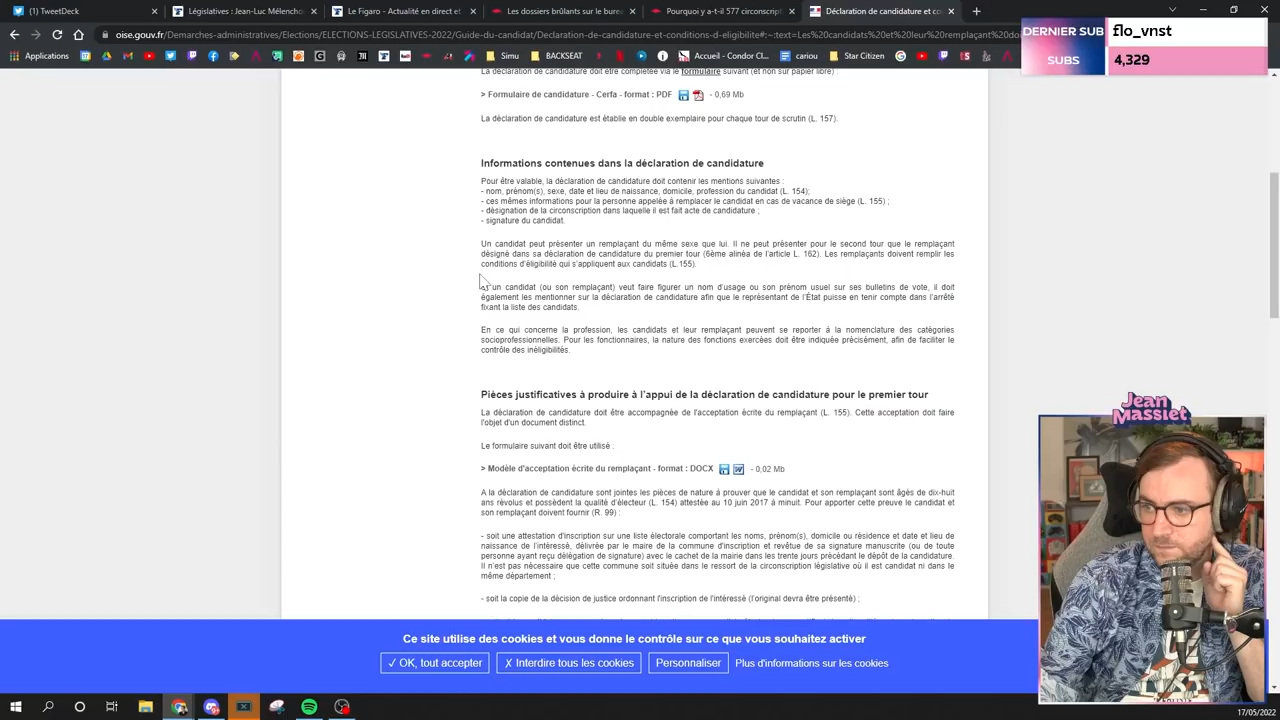 TweetDeck
Législatives : Jean-Luc Mélencho
Le Figaro - Actualité en direct et
Les dossiers brûlants de sept circ
Pourquoi y a-t-il 577 circonscript
Déclaration de candidature et co
oise.gouv.fr/Demarches-administratives/Elections/ELECTIONS-LEGISLATIVES-2022/Guide-du-candidat/Declaration-de-candidature-et-conditions-d-eligibilite#:~:text=Les%20candidats%20et%20leur%20remplaçant%20do
DERNIER SUB
flo_vnst
SUBS
4,329
Applications
Simu
BACKSEAT
Accueil - Condor Cl...
cariou
Star Citizen
La déclaration de candidature doit être complétée via le formulaire suivant (et non sur papier libre) :
> Formulaire de candidature - Cerfa - format : PDF - 0,69 Mb
La déclaration de candidature est établie en double exemplaire pour chaque tour de scrutin (L. 157).
Informations contenues dans la déclaration de candidature
Pour être valable, la déclaration de candidature doit contenir les mentions suivantes :
- nom, prénom(s), sexe, date et lieu de naissance, domicile, profession du candidat (L. 154);
- ces mêmes informations pour la personne appelée à remplacer le candidat en cas de vacance de siège (L. 155) ;
- désignation de la circonscription dans laquelle il est fait acte de candidature ;
- signature du candidat.
Un candidat peut présenter un remplaçant du même sexe que lui. Il ne peut présenter pour le second tour que le remplaçant
désigné dans sa déclaration de candidature du premier tour (6ème alinéa de l'article L. 162). Les remplaçants doivent remplir les
conditions d'éligibilité qui s'appliquent aux candidats (L.155).
un candidat (ou son remplaçant) veut faire figurer un nom d'usage ou son prénom usuel sur ses bulletins de vote, il doit
également les mentionner sur la déclaration de candidature afin que le représentant de l'État puisse en tenir compte dans l'arrêté
fixant la liste des candidats.
En ce qui concerne la profession, les candidats et leur remplaçant peuvent se reporter à la nomenclature des catégories
socioprofessionnelles. Pour les fonctionnaires, la nature des fonctions exercées doit être indiquée précisément, afin de faciliter le
contrôle des inéligibilités.
Pièces justificatives à produire à l'appui de la déclaration de candidature pour le premier tour
La déclaration de candidature doit être accompagnée de l'acceptation écrite du remplaçant (L. 155). Cette acceptation doit faire
l'objet d'un document distinct.
Le formulaire suivant doit être utilisé :
> Modèle d'acceptation écrite du remplaçant - format : DOCX - 0,02 Mb
A la déclaration de candidature sont jointes les pièces de nature à prouver que le candidat et son remplaçant sont âgés de dix-huit
ans révolus et possèdent la qualité d'électeur (L. 154) attestée au 10 juin 2017 à minuit. Pour apporter cette preuve le candidat et
son remplaçant doivent fournir (R. 99) :
- soit une attestation d'inscription sur une liste électorale comportant les noms, prénom(s), domicile ou résidence et date et lieu de
naissance de l'intéressé, délivrée par le maire de la commune d'inscription et revêtue de sa signature manuscrite (ou de toute
personne ayant reçu délégation de signature) avec le cachet de la mairie dans les trente jours précédant le dépôt de la candidature.
Il n'est pas nécessaire que cette commune soit située dans le ressort de la circonscription législative où il est candidat ni dans le
même département ;
- soit la copie de la décision de justice ordonnant l'inscription de l'intéressé (l'original devra être présenté) ;
Jean
Massiet
Ce site utilise des cookies et vous donne le contrôle sur ce que vous souhaitez activer
✓ OK, tout accepter
✗ Interdire tous les cookies
Personnaliser
Plus d'informations sur les cookies
17/05/2022